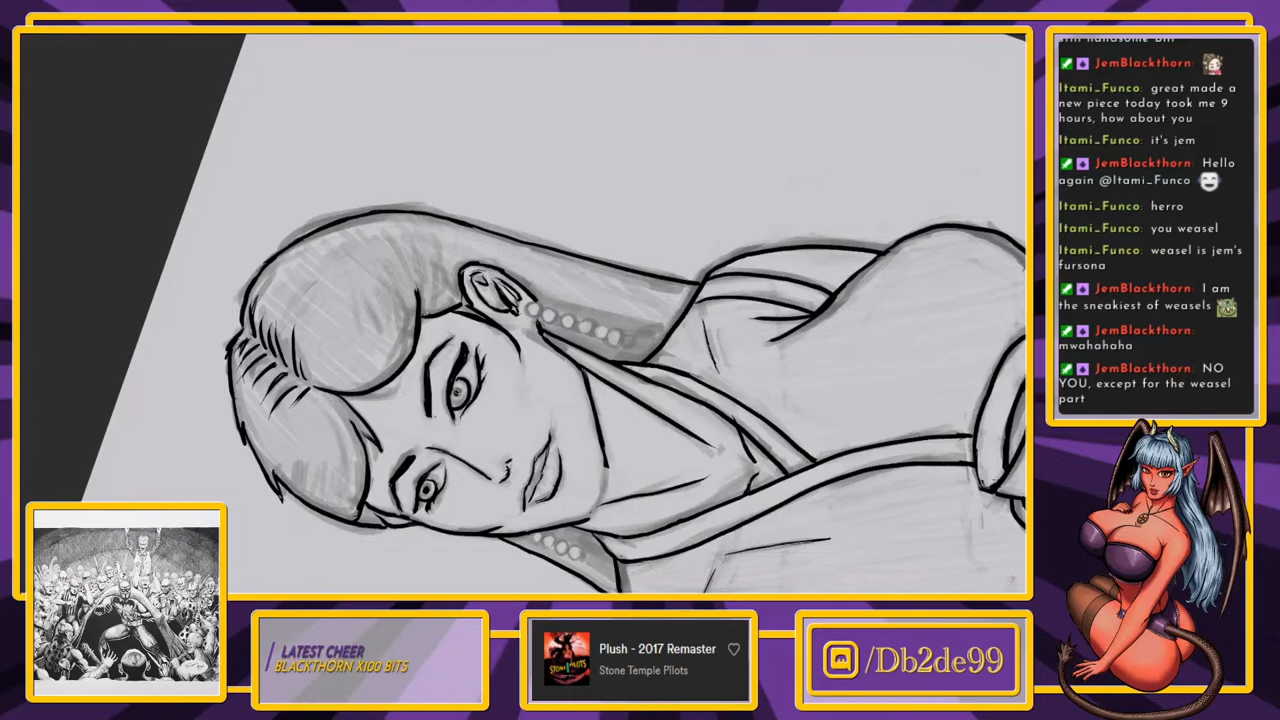 JemBlackthorn:
Itami_Funco: great made a
new piece today took me 9
hours, how about you
Itami_Funco: it's jem
JemBlackthorn: Hello
again @Itami_Funco
Itami_Funco: herro
Itami_Funco: you weasel
Itami_Funco: weasel is jem's
fursona
JemBlackthorn: I am
the sneakiest of weasels
JemBlackthorn:
mwahahaha
JemBlackthorn: NO
YOU, except for the weasel
part
LATEST CHEER
BLACKTHORN X100 BITS
STONE TEMPLE PILOTS
Plush - 2017 Remaster
Stone Temple Pilots
/Db2de99